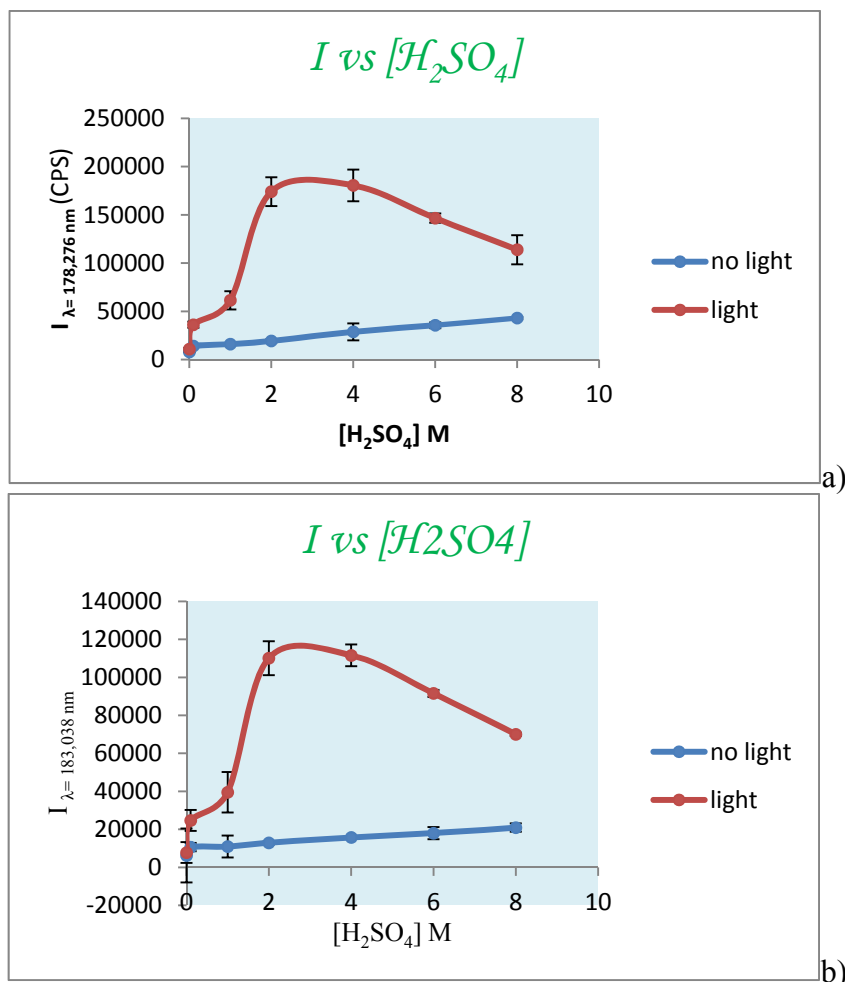 I vs [H₂SO₄]
250000
200000
150000
100000
50000
0
I λ= 178,276 nm (CPS)
0 2 4 6 8 10
[H₂SO₄] M
no light
light
a)
I vs [H2SO4]
140000
120000
100000
80000
60000
40000
20000
0
-20000
I λ= 183,038 nm
0 2 4 6 8 10
[H₂SO₄] M
no light
light
b)